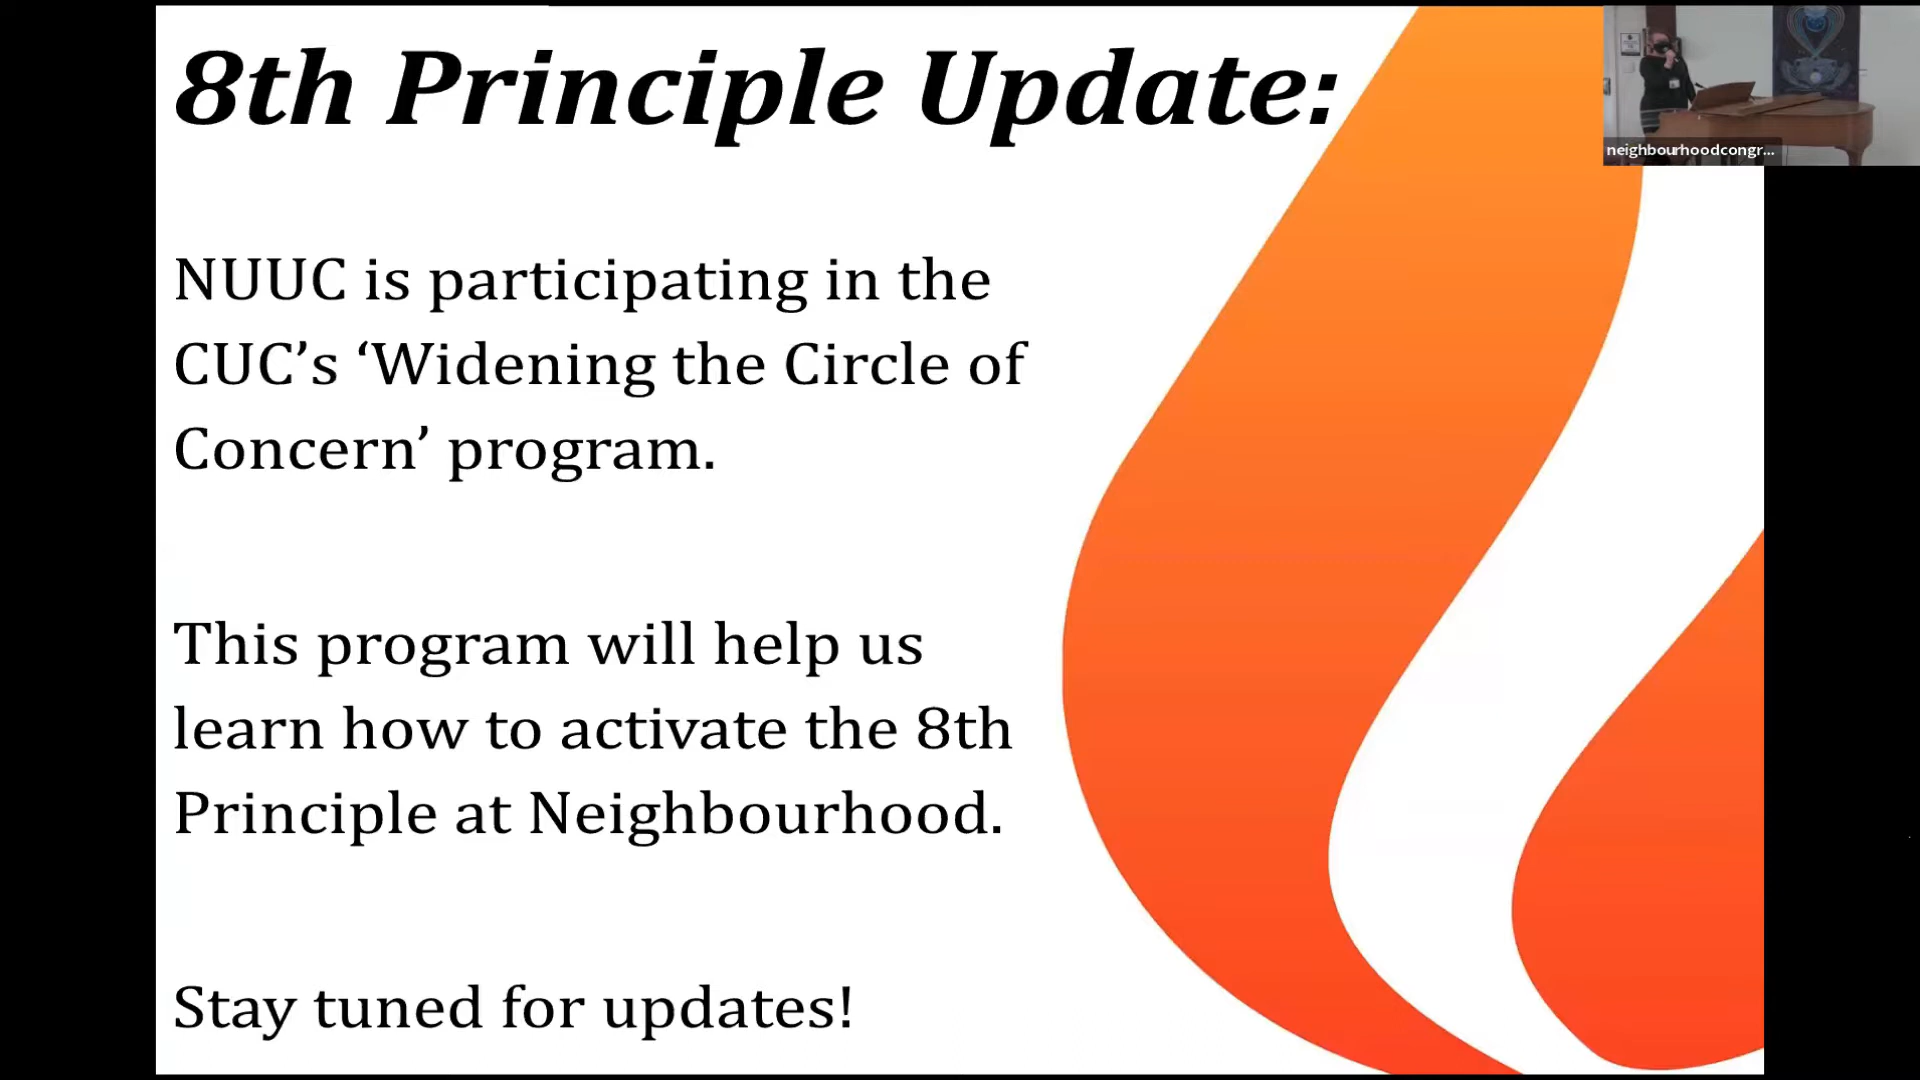 8th Principle Update:
neighbourhoodcongr...
NUUC is participating in the
CUC’s ‘Widening the Circle of
Concern’ program.
This program will help us
learn how to activate the 8th
Principle at Neighbourhood.
Stay tuned for updates!